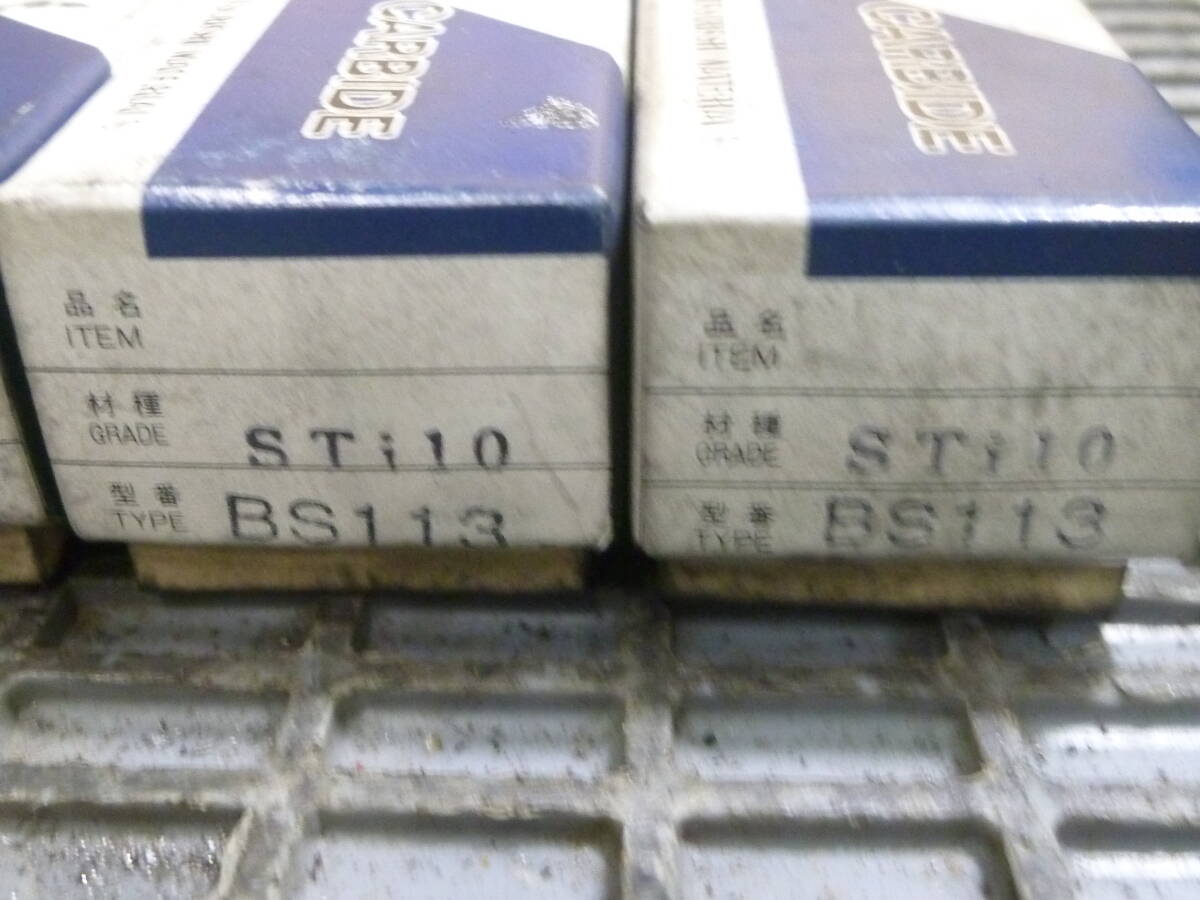 CARBIDE
品名
ITEM
材種
GRADE
STi10
型番
TYPE
BS113
CARBIDE
品名
ITEM
材種
GRADE
STi10
型番
TYPE
BS113